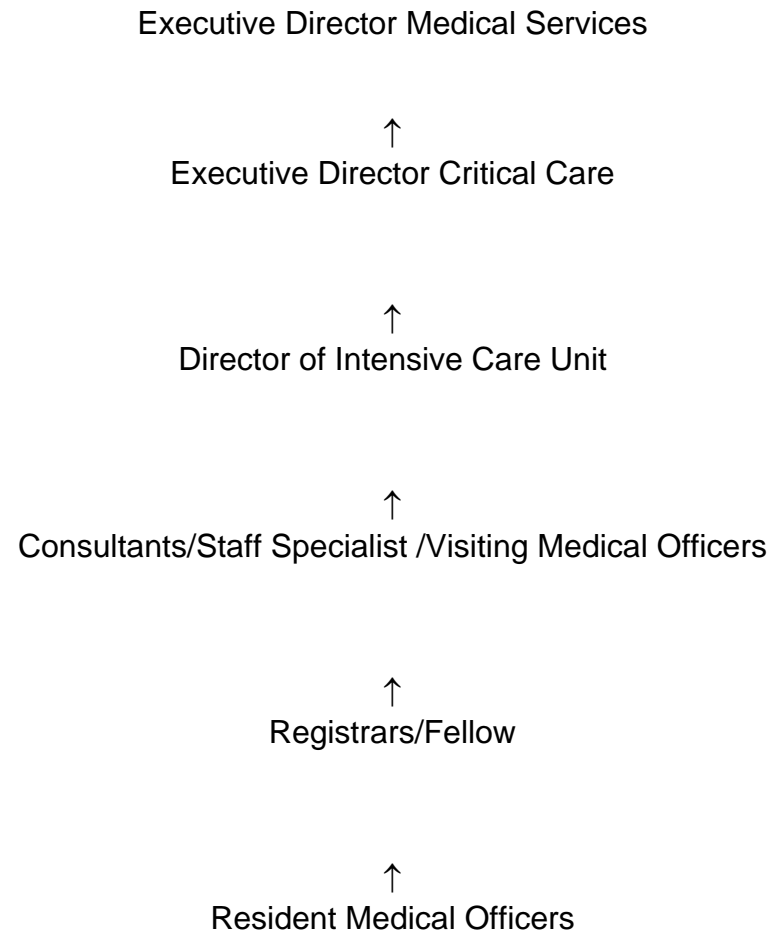 Executive Director Medical Services
↑
Executive Director Critical Care
↑
Director of Intensive Care Unit
↑
Consultants/Staff Specialist /Visiting Medical Officers
↑
Registrars/Fellow
↑
Resident Medical Officers